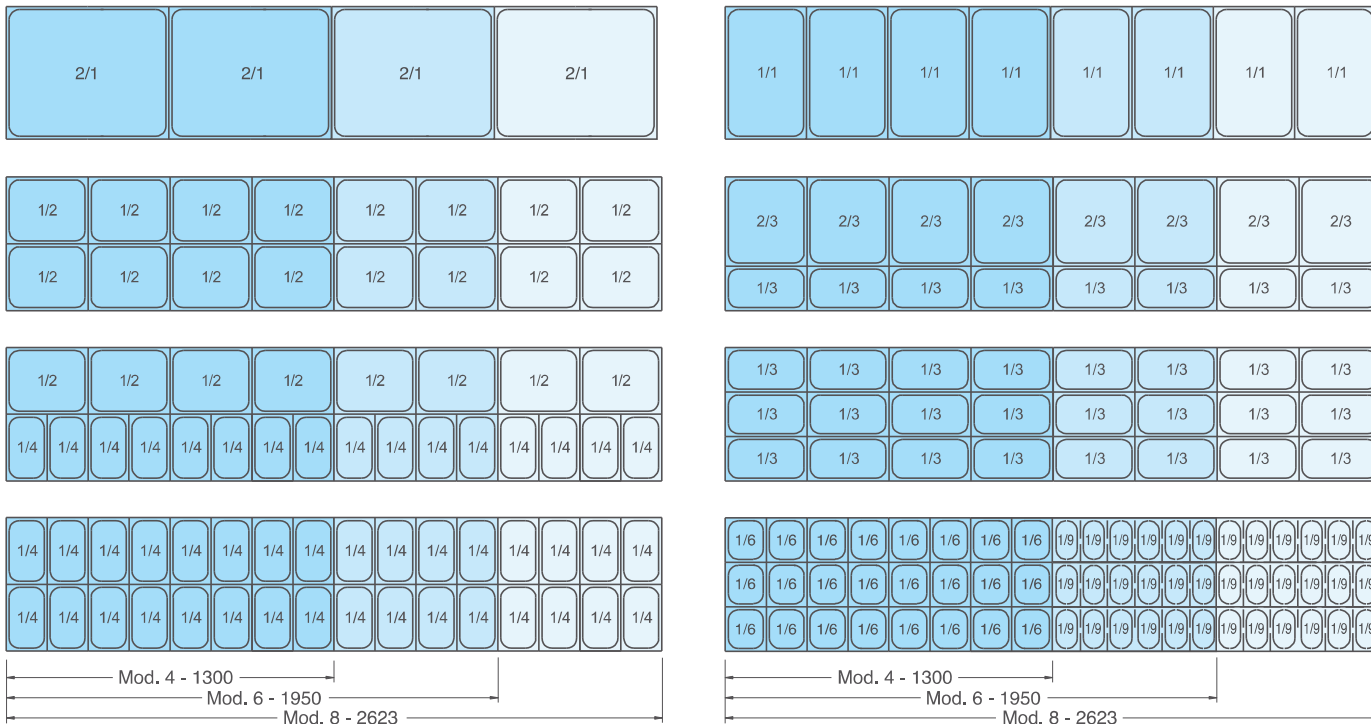 2/1 2/1 2/1 2/1
1/2 1/2 1/2 1/2 1/2 1/2 1/2 1/2
1/2 1/2 1/2 1/2 1/2 1/2 1/2 1/2
1/2 1/2 1/2 1/2 1/2 1/2 1/2 1/2
1/4 1/4 1/4 1/4 1/4 1/4 1/4 1/4 1/4 1/4 1/4 1/4 1/4 1/4 1/4 1/4
1/4 1/4 1/4 1/4 1/4 1/4 1/4 1/4 1/4 1/4 1/4 1/4 1/4 1/4 1/4 1/4
1/4 1/4 1/4 1/4 1/4 1/4 1/4 1/4 1/4 1/4 1/4 1/4 1/4 1/4 1/4 1/4
Mod. 4 - 1300
Mod. 6 - 1950
Mod. 8 - 2623
1/1 1/1 1/1 1/1 1/1 1/1 1/1 1/1
2/3 2/3 2/3 2/3 2/3 2/3 2/3 2/3
1/3 1/3 1/3 1/3 1/3 1/3 1/3 1/3
1/3 1/3 1/3 1/3 1/3 1/3 1/3 1/3
1/3 1/3 1/3 1/3 1/3 1/3 1/3 1/3
1/3 1/3 1/3 1/3 1/3 1/3 1/3 1/3
1/6 1/6 1/6 1/6 1/6 1/6 1/6 1/6 1/9 1/9 1/9 1/9 1/9 1/9 1/9 1/9 1/9 1/9 1/9 1/9
1/6 1/6 1/6 1/6 1/6 1/6 1/6 1/6 1/9 1/9 1/9 1/9 1/9 1/9 1/9 1/9 1/9 1/9 1/9 1/9
1/6 1/6 1/6 1/6 1/6 1/6 1/6 1/6 1/9 1/9 1/9 1/9 1/9 1/9 1/9 1/9 1/9 1/9 1/9 1/9
Mod. 4 - 1300
Mod. 6 - 1950
Mod. 8 - 2623